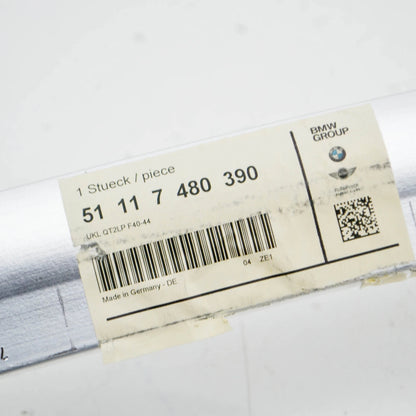 BMW
GROUP
1 Stueck / piece
51 11 7 480 390
UKL QT2LP F40-44
04 ZE1
Made in Germany - DE